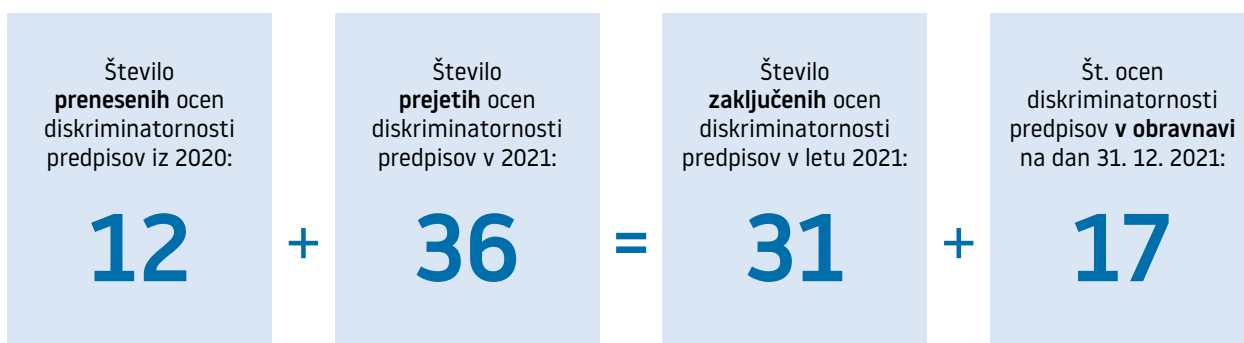 Število
prenesenih ocen
diskriminatornosti
predpisov iz 2020:
12
+
Število
prejetih ocen
diskriminatornosti
predpisov v 2021:
36
=
Število
zaključenih ocen
diskriminatornosti
predpisov v letu 2021:
31
+
Št. ocen
diskriminatornosti
predpisov v obravnavi
na dan 31. 12. 2021:
17